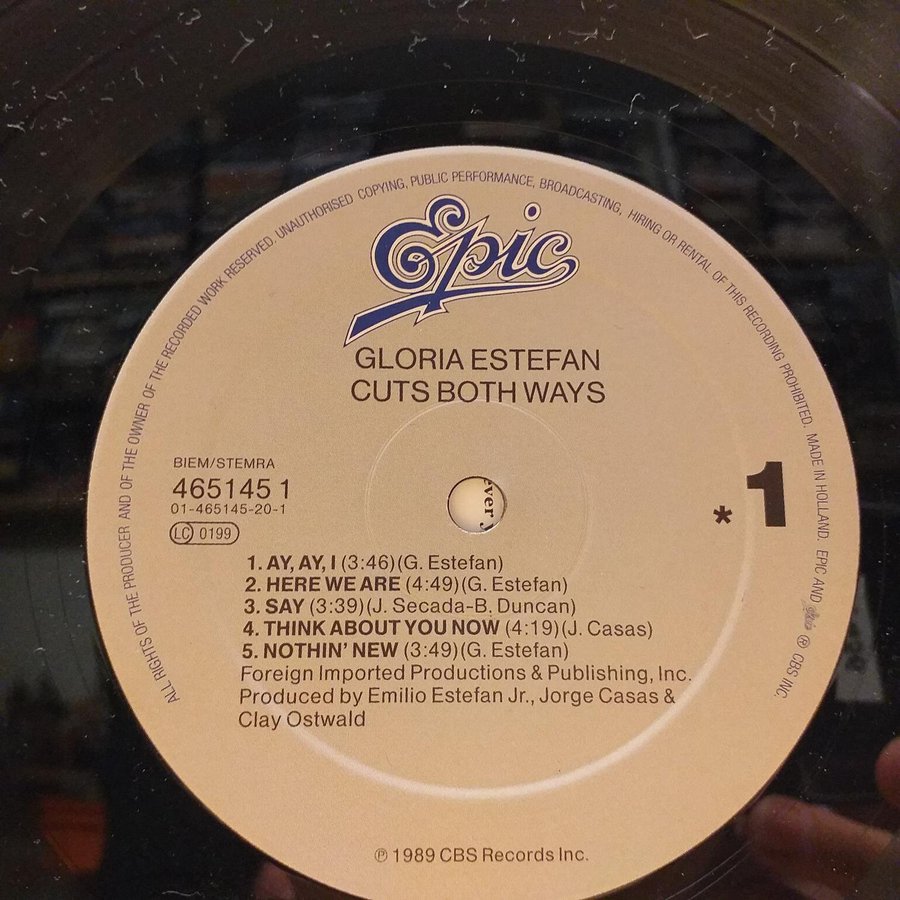 ALL RIGHTS OF THE PRODUCER AND OF THE OWNER OF THE RECORDED WORK RESERVED. UNAUTHORISED COPYING, PUBLIC PERFORMANCE, BROADCASTING, HIRING OR RENTAL OF THIS RECORDING PROHIBITED. MADE IN HOLLAND. EPIC AND Epic ® CBS INC.
Epic
GLORIA ESTEFAN
CUTS BOTH WAYS
BIEM/STEMRA
465145 1
01-465145-20-1
LC 0199
* 1
ever
1. AY, AY, I (3:46) (G. Estefan)
2. HERE WE ARE (4:49) (G. Estefan)
3. SAY (3:39) (J. Secada-B. Duncan)
4. THINK ABOUT YOU NOW (4:19) (J. Casas)
5. NOTHIN' NEW (3:49) (G. Estefan)
Foreign Imported Productions & Publishing, Inc.
Produced by Emilio Estefan Jr., Jorge Casas &
Clay Ostwald
℗ 1989 CBS Records Inc.